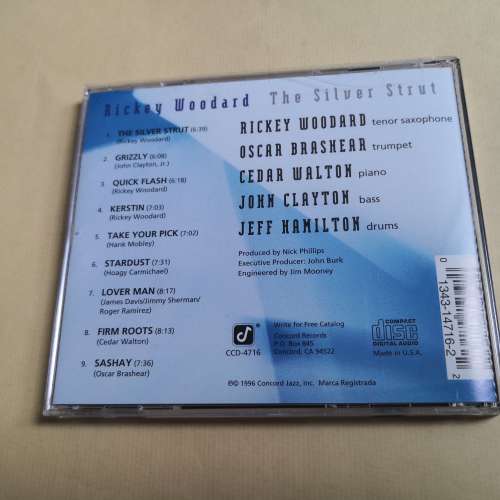 Rickey Woodard The Silver Strut
1. THE SILVER STRUT (6:39)
(Rickey Woodard)
2. GRIZZLY (6:08)
(John Clayton, Jr.)
3. QUICK FLASH (6:18)
(Rickey Woodard)
4. KERSTIN (7:03)
(Rickey Woodard)
5. TAKE YOUR PICK (7:02)
(Hank Mobley)
6. STARDUST (7:31)
(Hoagy Carmichael)
7. LOVER MAN (8:17)
(James Davis/Jimmy Sherman/
Roger Ramirez)
8. FIRM ROOTS (8:13)
(Cedar Walton)
9. SASHAY (7:36)
(Oscar Brashear)
RICKEY WOODARD tenor saxophone
OSCAR BRASHEAR trumpet
CEDAR WALTON piano
JOHN CLAYTON bass
JEFF HAMILTON drums
Produced by Nick Phillips
Executive Producer: John Burk
Engineered by Jim Mooney
CCD-4716
Write for Free Catalog
Concord Records
P.O. Box 845
Concord, CA 94522
COMPACT
disc
DIGITAL AUDIO
Made in U.S.A.
℗© 1996 Concord Jazz, Inc. Marca Registrada
0 1343-14716-2 2